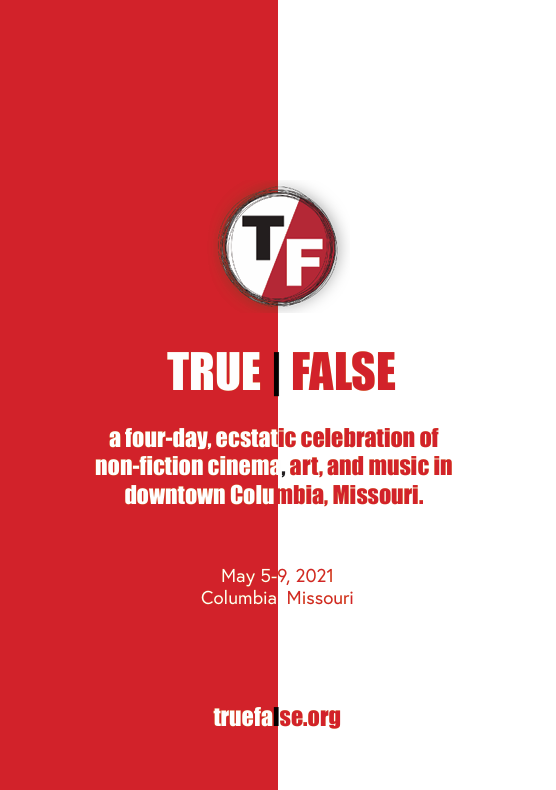 T/F
TRUE | FALSE
a four-day, ecstatic celebration of
non-fiction cinema, art, and music in
downtown Columbia, Missouri.
May 5-9, 2021
Columbia Missouri
truefalse.org